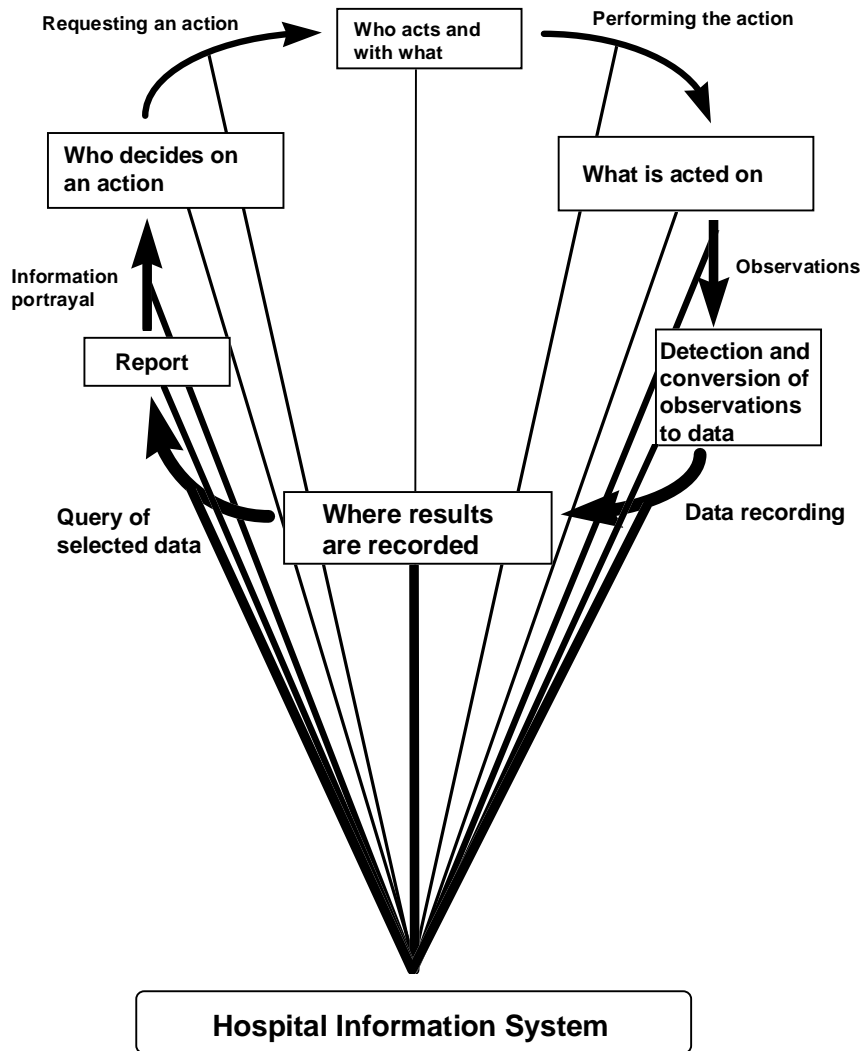 Requesting an action
Who acts and
with what
Performing the action
Who decides on
an action
What is acted on
Information
portrayal
Observations
Report
Detection and
conversion of
observations
to data
Query of
selected data
Where results
are recorded
Data recording
Hospital Information System